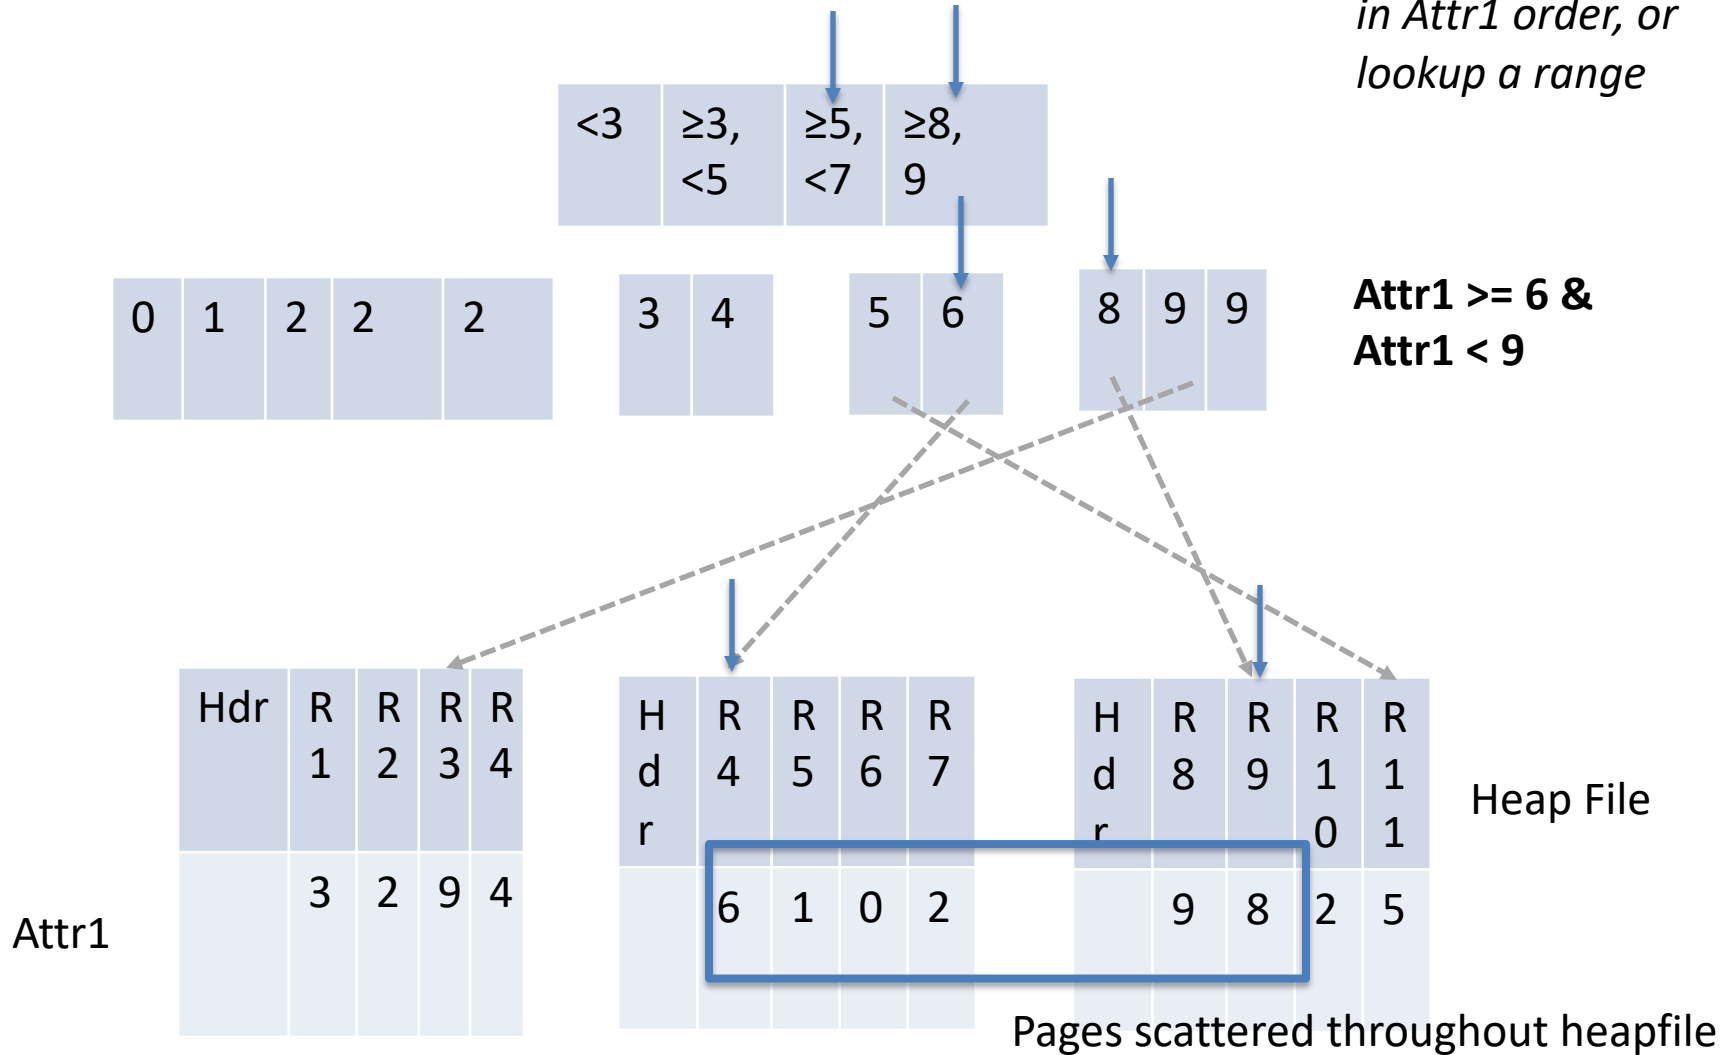 in Attr1 order, or
lookup a range
<3 ≥3, ≥5, ≥8,
<5 <7 9
0 1 2 2 2 3 4 5 6 8 9 9
Attr1 >= 6 &
Attr1 < 9
Hdr R R R R H R R R R H R R R R
1 2 3 4 d 4 5 6 7 d 8 9 1 1
r r 0 1
Heap File
3 2 9 4 6 1 0 2 9 8 2 5
Attr1
Pages scattered throughout heapfile